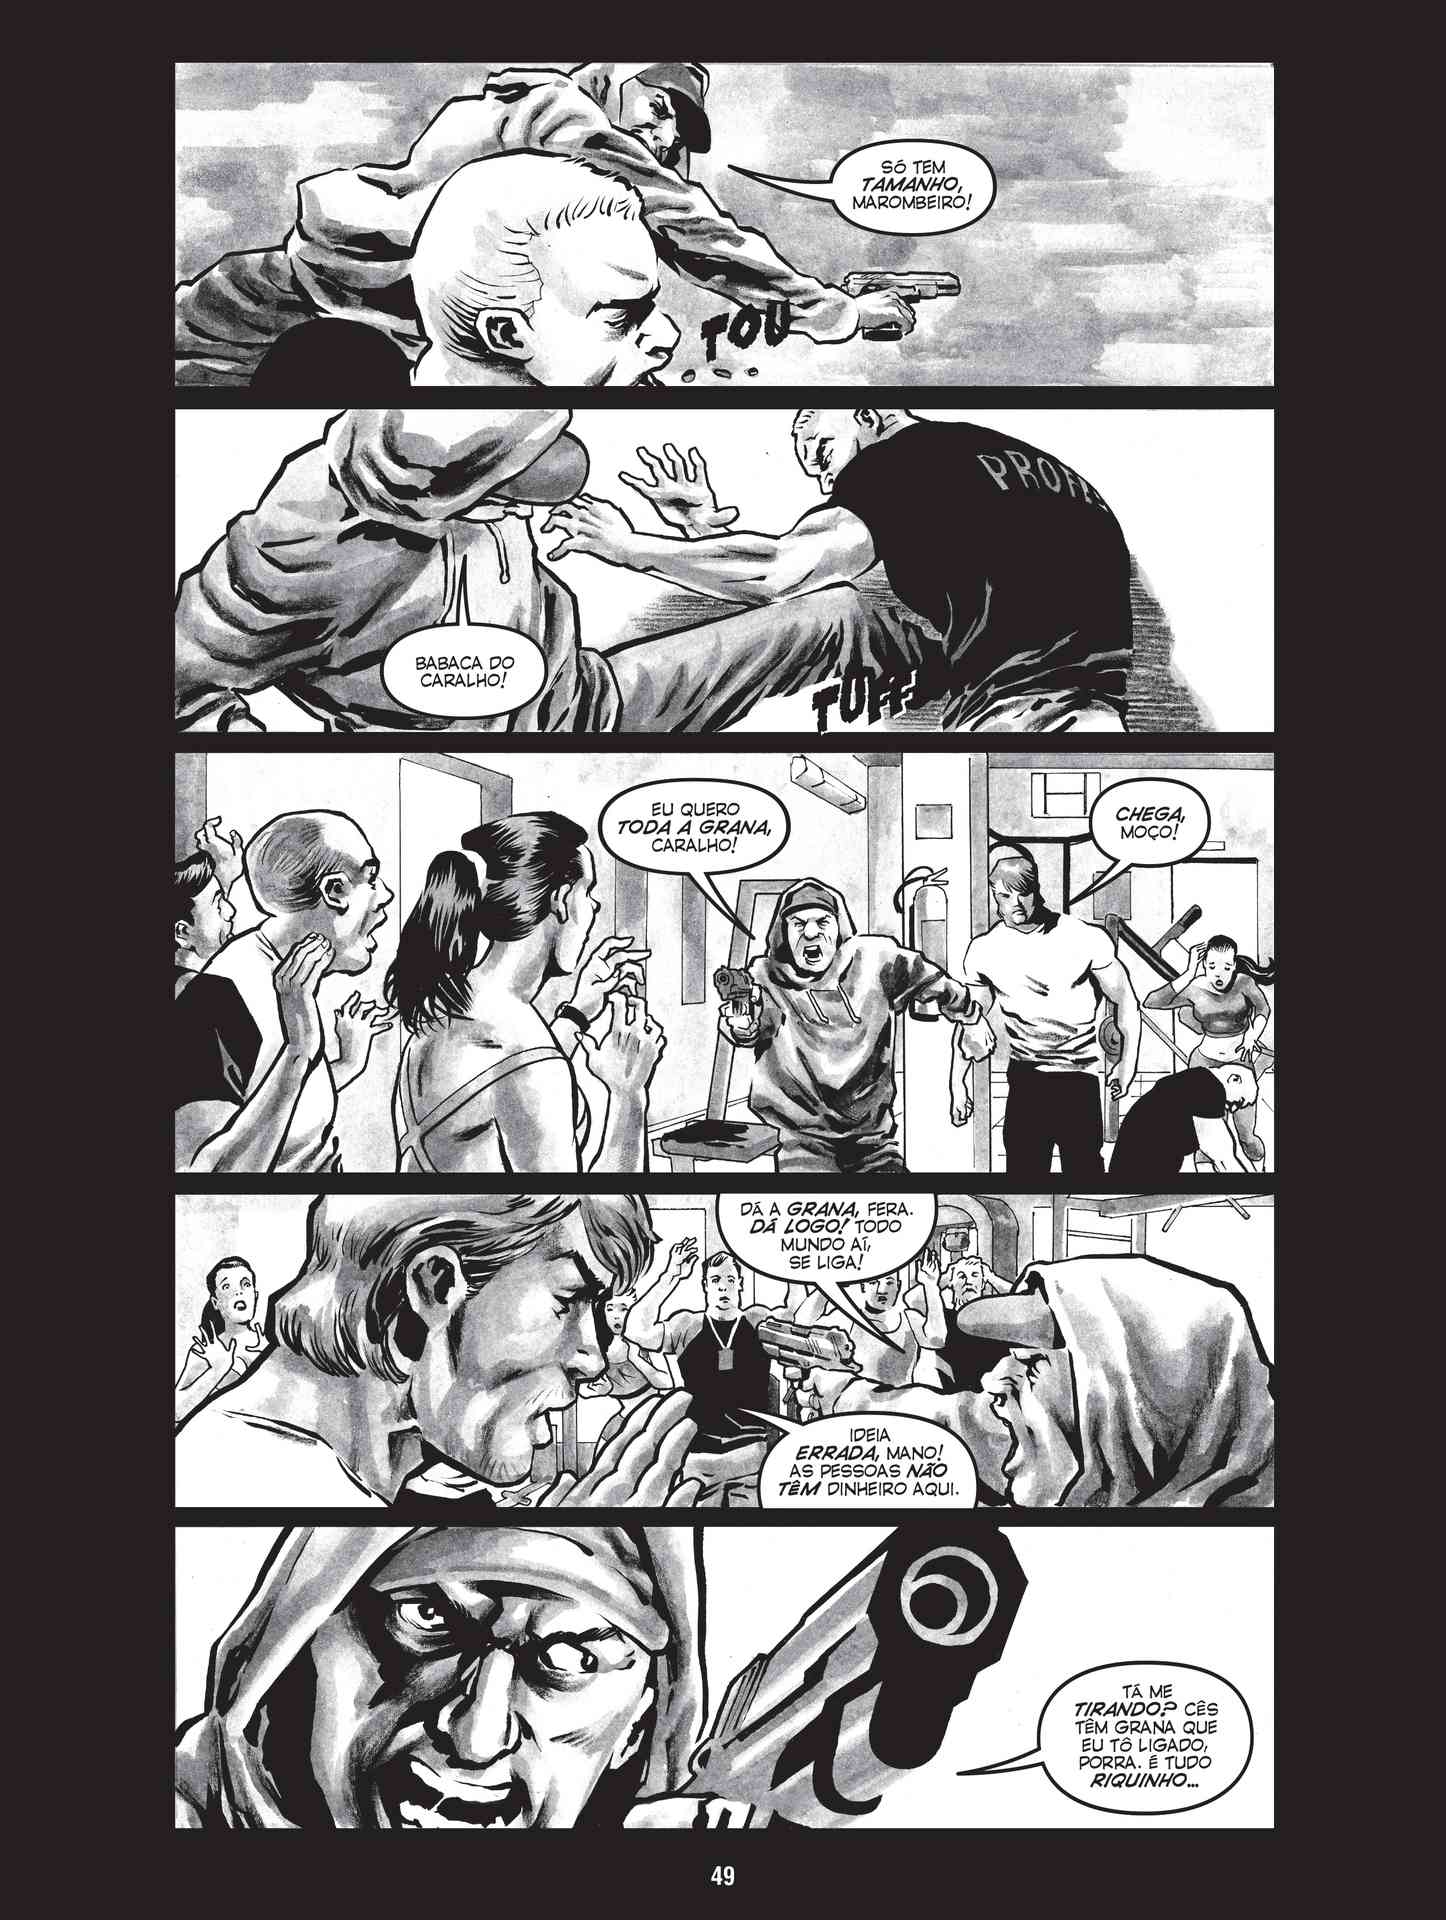 SÓ TEM
TAMANHO,
MAROMBEIRO!
TOU
PROF
BABACA DO
CARALHO!
TUFF!
EU QUERO
TODA A GRANA,
CARALHO!
CHEGA,
MOÇO!
DÁ A GRANA, FERA.
DÁ LOGO! TODO
MUNDO AÍ,
SE LIGA!
IDEIA
ERRADA, MANO!
AS PESSOAS NÃO
TÊM DINHEIRO AQUI.
TÁ ME
TIRANDO? CÊS
TÊM GRANA QUE
EU TÔ LIGADO,
PORRA. É TUDO
RIQUINHO...
49